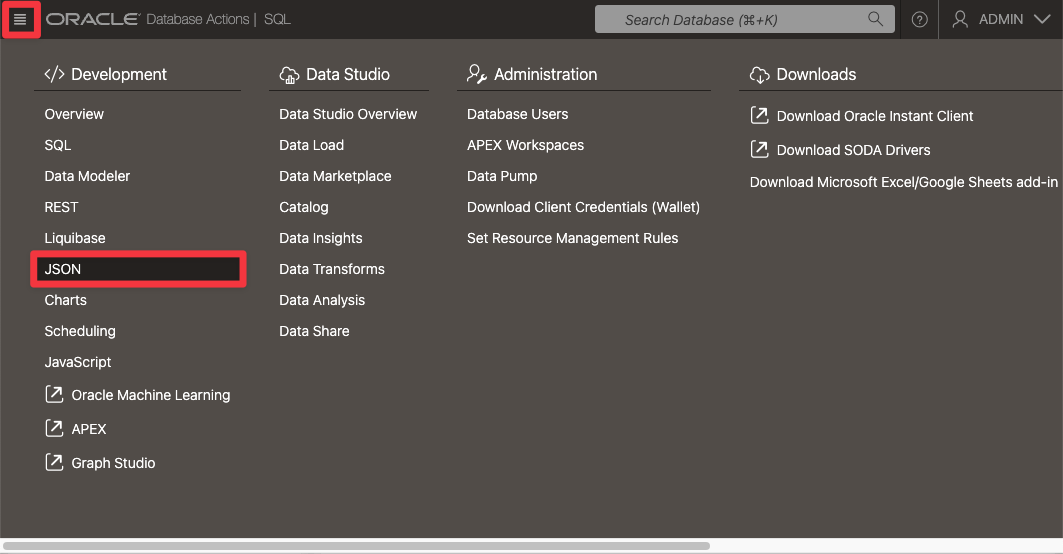 ORACLE Database Actions | SQL
Search Database (⌘+K)
ADMIN
Development
Overview
SQL
Data Modeler
REST
Liquibase
JSON
Charts
Scheduling
JavaScript
Oracle Machine Learning
APEX
Graph Studio
Data Studio
Data Studio Overview
Data Load
Data Marketplace
Catalog
Data Insights
Data Transforms
Data Analysis
Data Share
Administration
Database Users
APEX Workspaces
Data Pump
Download Client Credentials (Wallet)
Set Resource Management Rules
Downloads
Download Oracle Instant Client
Download SODA Drivers
Download Microsoft Excel/Google Sheets add-in